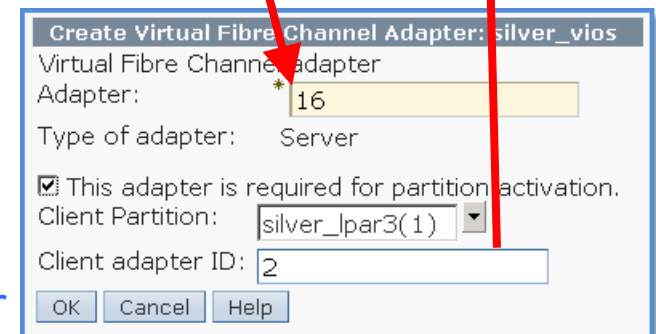 Create Virtual Fibre Channel Adapter: silver_vios
Virtual Fibre Channel adapter
Adapter: * 16
Type of adapter: Server
This adapter is required for partition activation.
Client Partition: silver_lpar3(1)
Client adapter ID: 2
OK Cancel Help